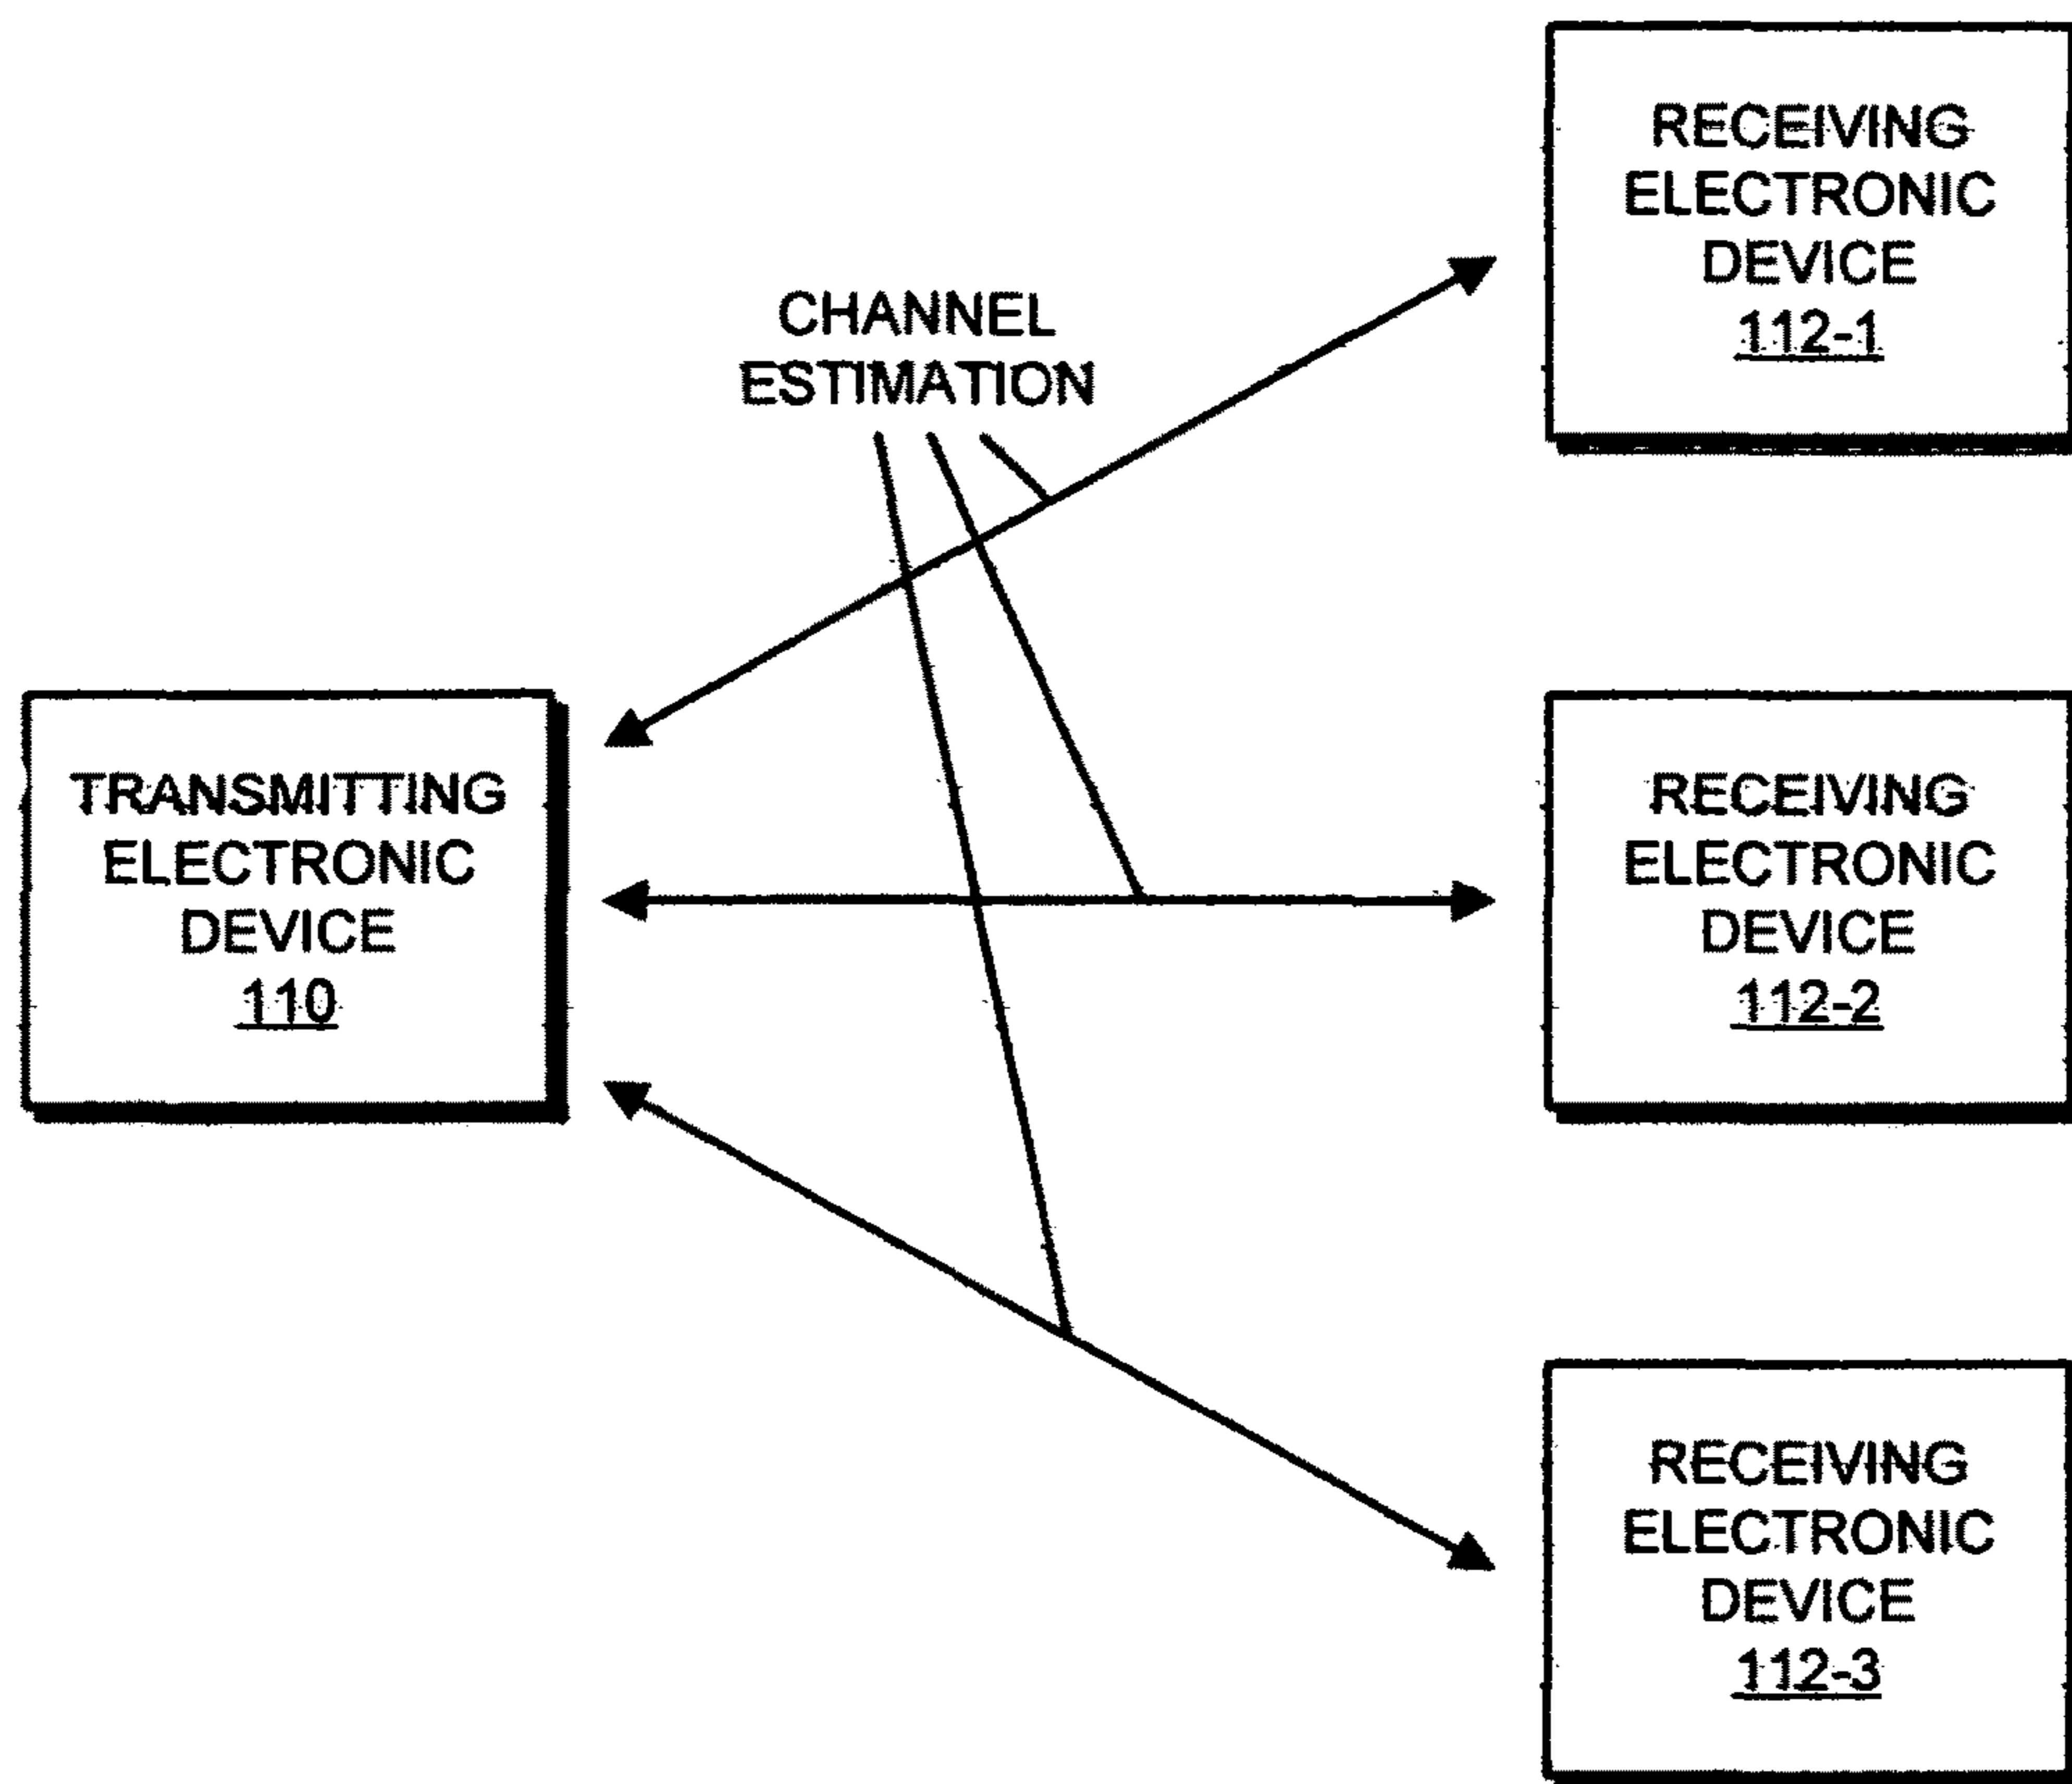 RECEIVING
ELECTRONIC
DEVICE
112-1
CHANNEL
ESTIMATION
TRANSMITTING
ELECTRONIC
DEVICE
110
RECEIVING
ELECTRONIC
DEVICE
112-2
RECEIVING
ELECTRONIC
DEVICE
112-3